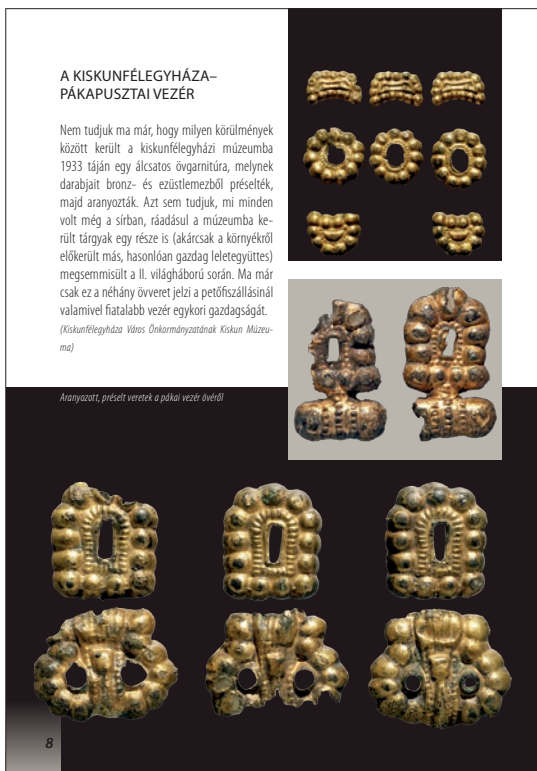 A KISKUNFÉLEGYHÁZA–
PÁKAPUSZTAI VEZÉR
Nem tudjuk ma már, hogy milyen körülmények
között került a kiskunfélegyházi múzeumba
1933 táján egy álcsatos övgarnitúra, melynek
darabjait bronz- és ezüstlemezből préselték,
majd aranyozták. Azt sem tudjuk, mi minden
volt még a sírban, ráadásul a múzeumba ke-
rült tárgyak egy része is (akárcsak a környékről
előkerült más, hasonlóan gazdag leletegyüttes)
megsemmisült a II. világháború során. Ma már
csak ez a néhány övveret jelzi a petőfiszállásinál
valamivel fiatalabb vezér egykori gazdagságát.
(Kiskunfélegyháza Város Önkormányzatának Kiskun Múzeu-
ma)
Aranyozott, préselt veretek a pákai vezér övéről
8